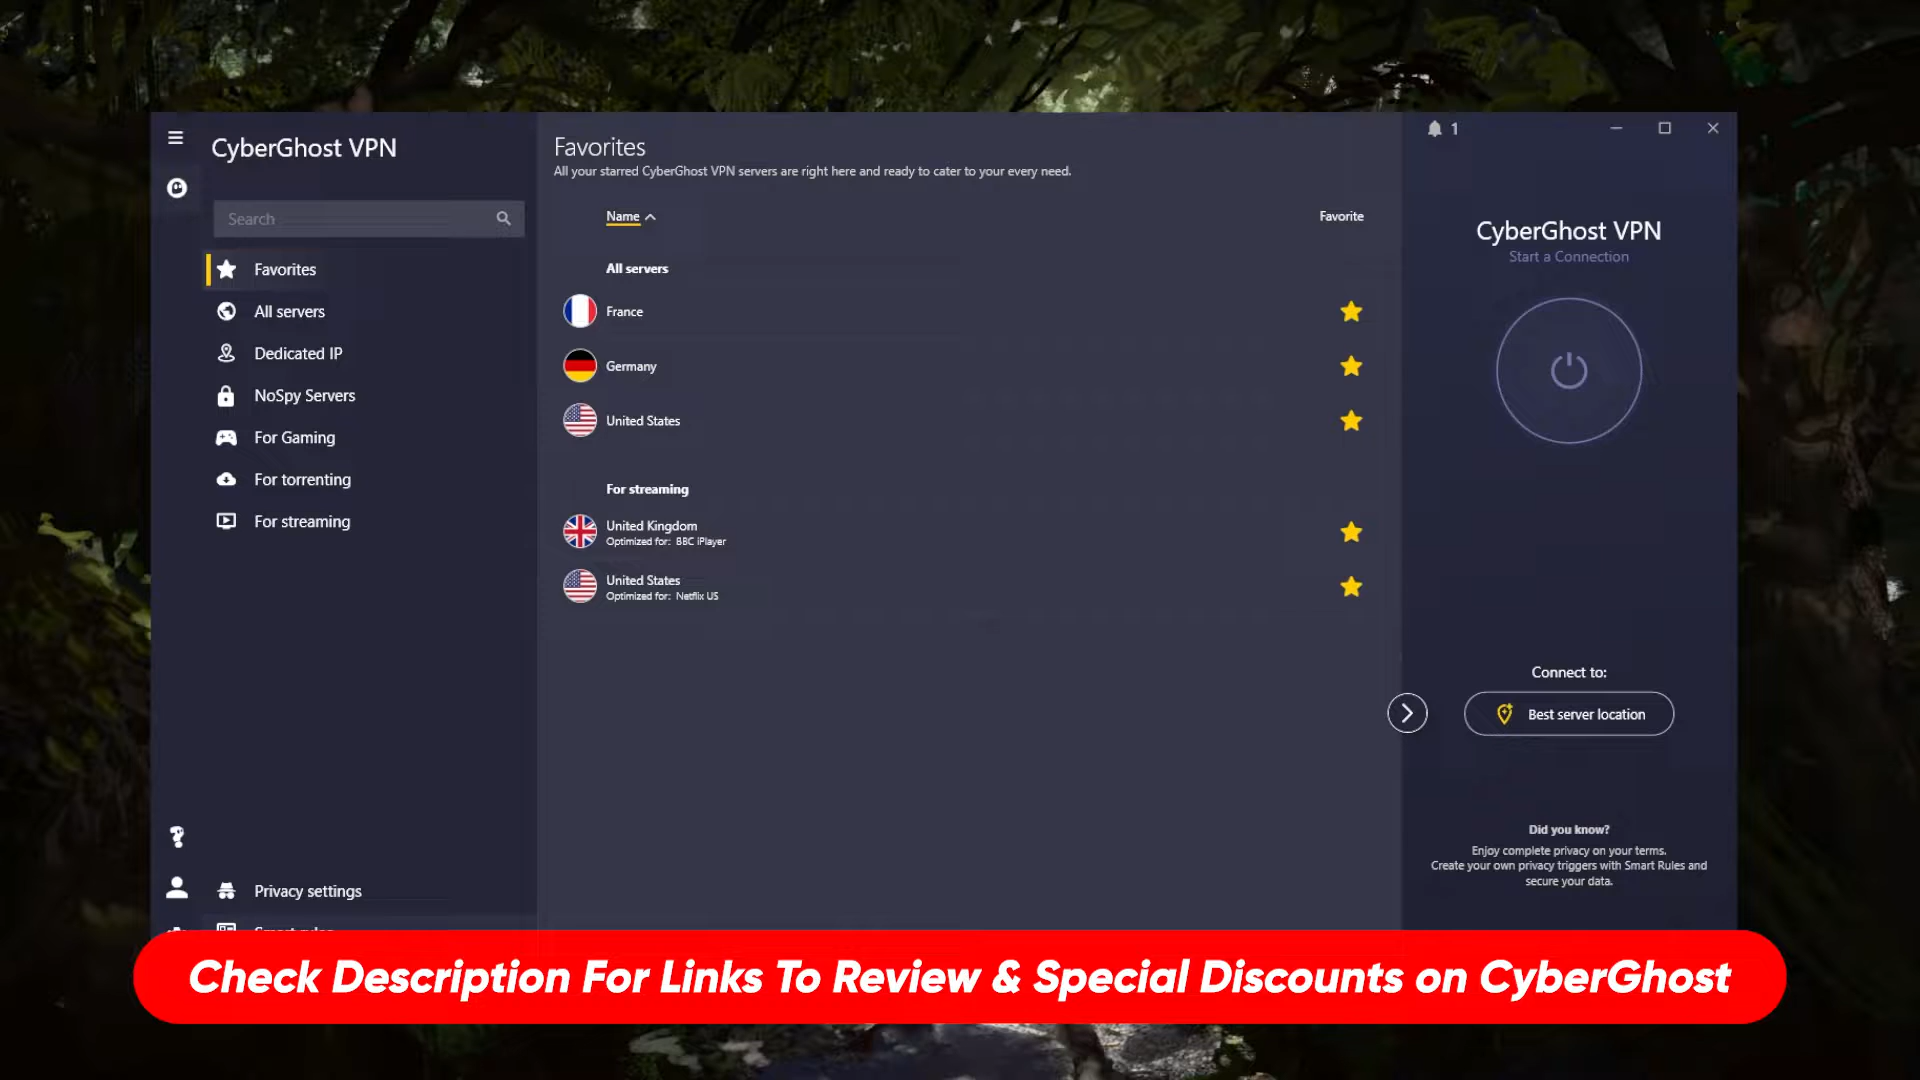 CyberGhost VPN
Search
Favorites
All servers
Dedicated IP
NoSpy Servers
For Gaming
For torrenting
For streaming
Privacy settings
Favorites
All your starred CyberGhost VPN servers are right here and ready to cater to your every need.
Name
Favorite
All servers
France
Germany
United States
For streaming
United Kingdom
Optimized for: BBC iPlayer
United States
Optimized for: Netflix US
1
CyberGhost VPN
Start a Connection
Connect to:
Best server location
Did you know?
Enjoy complete privacy on your terms.
Create your own privacy triggers with Smart Rules and
secure your data.
Check Description For Links To Review & Special Discounts on CyberGhost